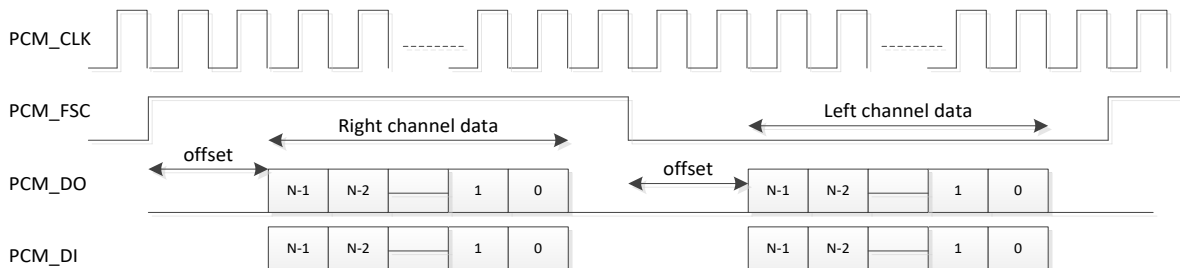 PCM_CLK
PCM_FSC
Right channel data
Left channel data
offset
offset
PCM_DO
N-1 N-2 1 0
N-1 N-2 1 0
PCM_DI
N-1 N-2 1 0
N-1 N-2 1 0